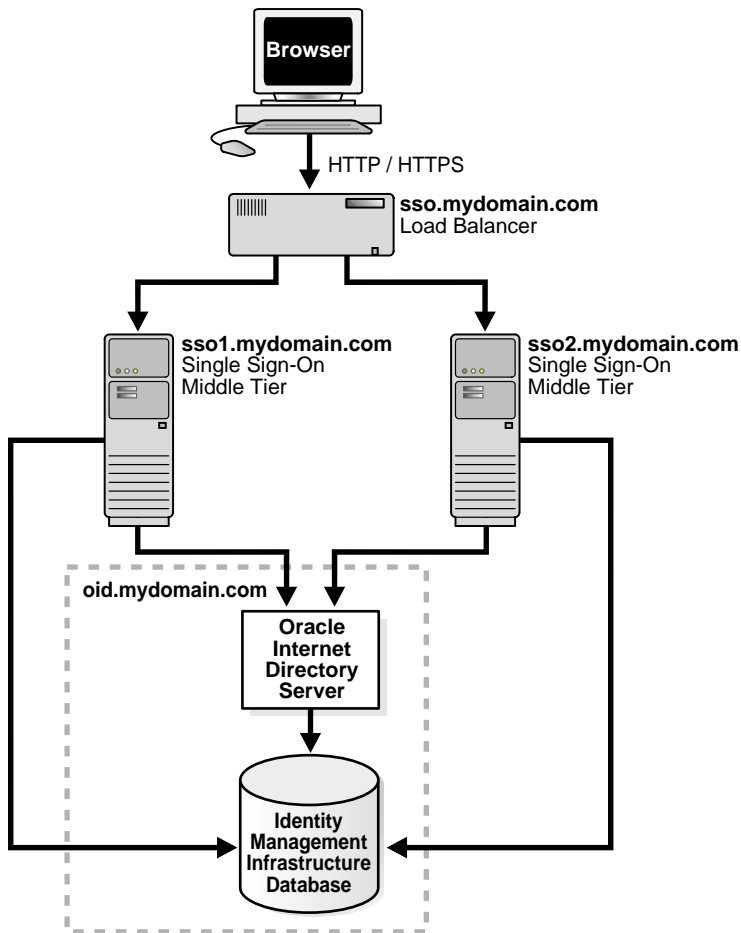 Browser
HTTP / HTTPS
sso.mydomain.com
Load Balancer
sso1.mydomain.com
Single Sign-On
Middle Tier
sso2.mydomain.com
Single Sign-On
Middle Tier
oid.mydomain.com
Oracle
Internet
Directory
Server
Identity
Management
Infrastructure
Database